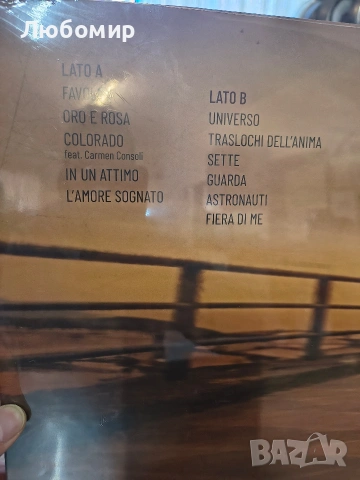 Любомир
LATO A
ORO E ROSA
COLORADO
feat. Carmen Consoli
IN UN ATTIMO
L'AMORE SOGNATO
LATO B
UNIVERSO
TRASLOCHI DELL'ANIMA
SETTE
GUARDA
ASTRONAUTI
FIERA DI ME
BAZAR